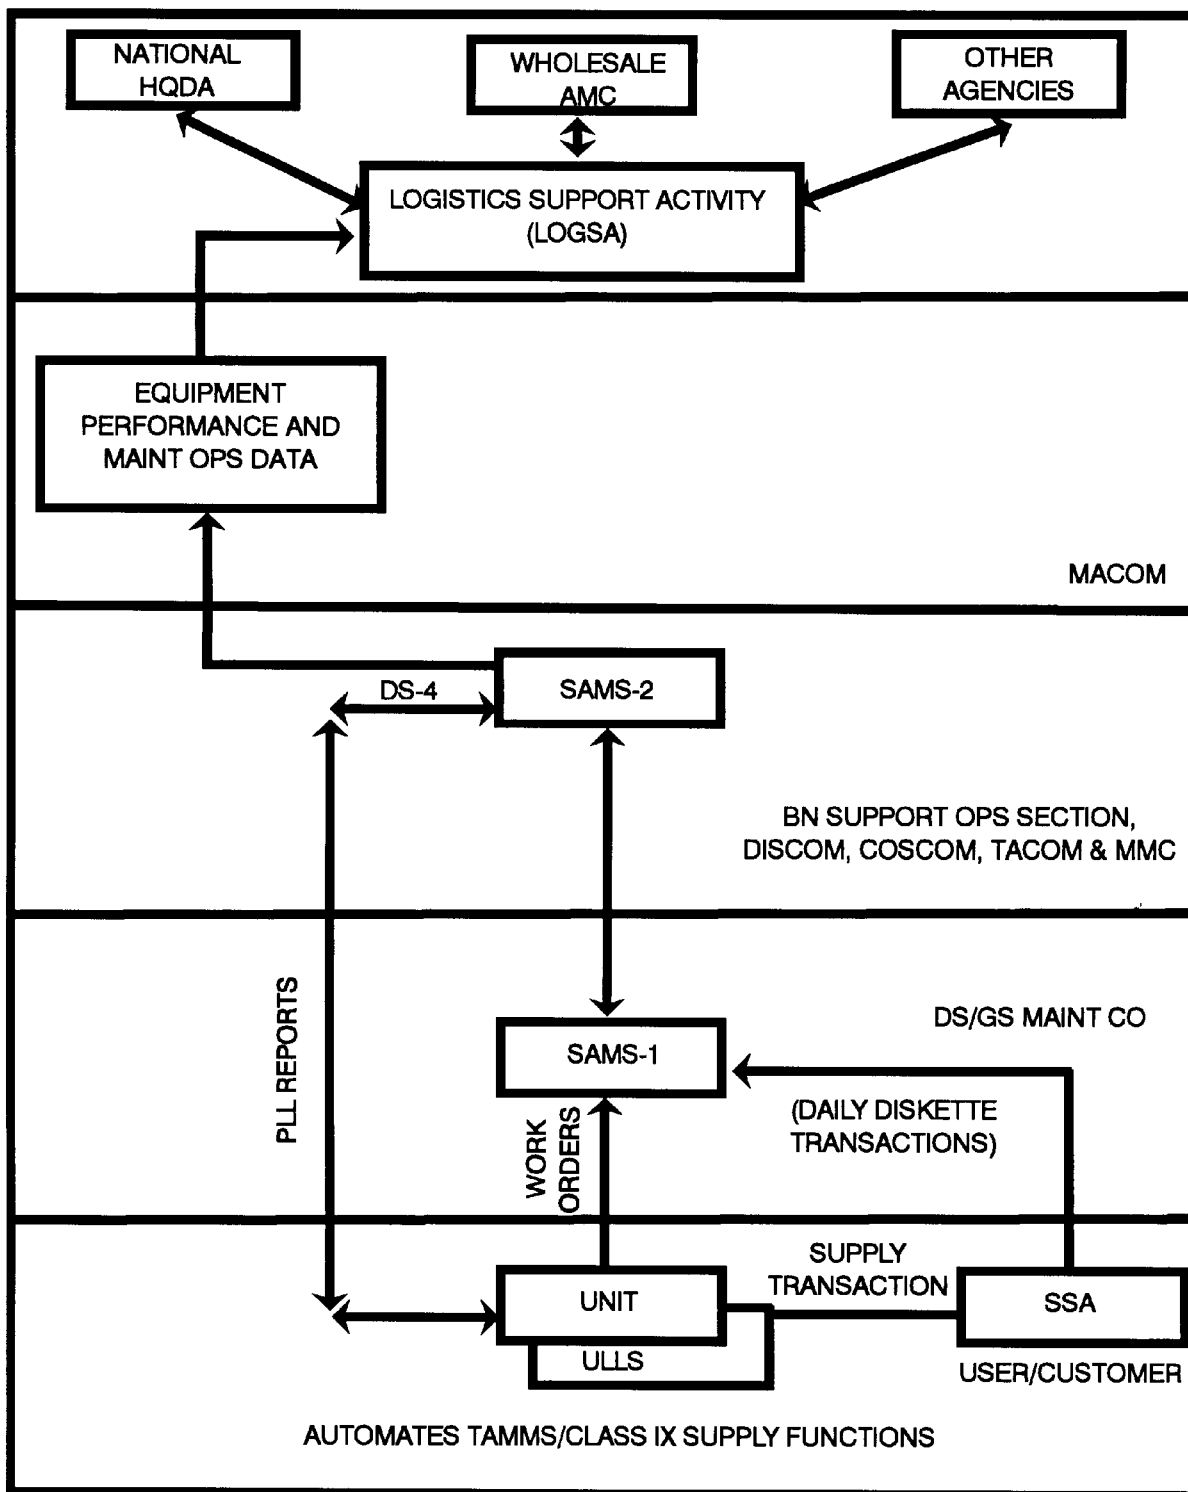 NATIONAL
HQDA
WHOLESALE
AMC
OTHER
AGENCIES
LOGISTICS SUPPORT ACTIVITY
(LOGSA)
EQUIPMENT
PERFORMANCE AND
MAINT OPS DATA
MACOM
DS-4
SAMS-2
BN SUPPORT OPS SECTION,
DISCOM, COSCOM, TACOM & MMC
PLL REPORTS
SAMS-1
DS/GS MAINT CO
(DAILY DISKETTE
TRANSACTIONS)
WORK
ORDERS
SUPPLY
TRANSACTION
UNIT
ULLS
SSA
USER/CUSTOMER
AUTOMATES TAMMS/CLASS IX SUPPLY FUNCTIONS